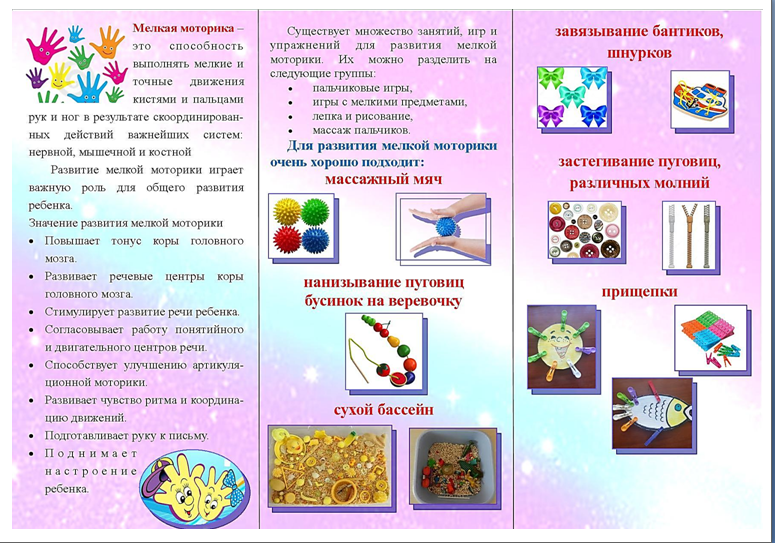 Мелкая моторика –
это способность
выполнять мелкие и
точные движения
кистями и пальцами
рук и ног в результате скоординирован-
ных действий важнейших систем:
нервной, мышечной и костной
Развитие мелкой моторики играет
важную роль для общего развития
ребенка.
Значение развития мелкой моторики
• Повышает тонус коры головного
мозга.
• Развивает речевые центры коры
головного мозга.
• Стимулирует развитие речи ребенка.
• Согласовывает работу понятийного
и двигательного центров речи.
• Способствует улучшению артикуля-
ционной моторики.
• Развивает чувство ритма и координа-
цию движений.
• Подготавливает руку к письму.
• Поднимает
настроение
ребенка.
Существует множество занятий, игр и
упражнений для развития мелкой
моторики. Их можно разделить на
следующие группы:
• пальчиковые игры,
• игры с мелкими предметами,
• лепка и рисование,
• массаж пальчиков.
Для развития мелкой моторики
очень хорошо подходит:
массажный мяч
нанизывание пуговиц
бусинок на веревочку
сухой бассейн
завязывание бантиков,
шнурков
застегивание пуговиц,
различных молний
прищепки